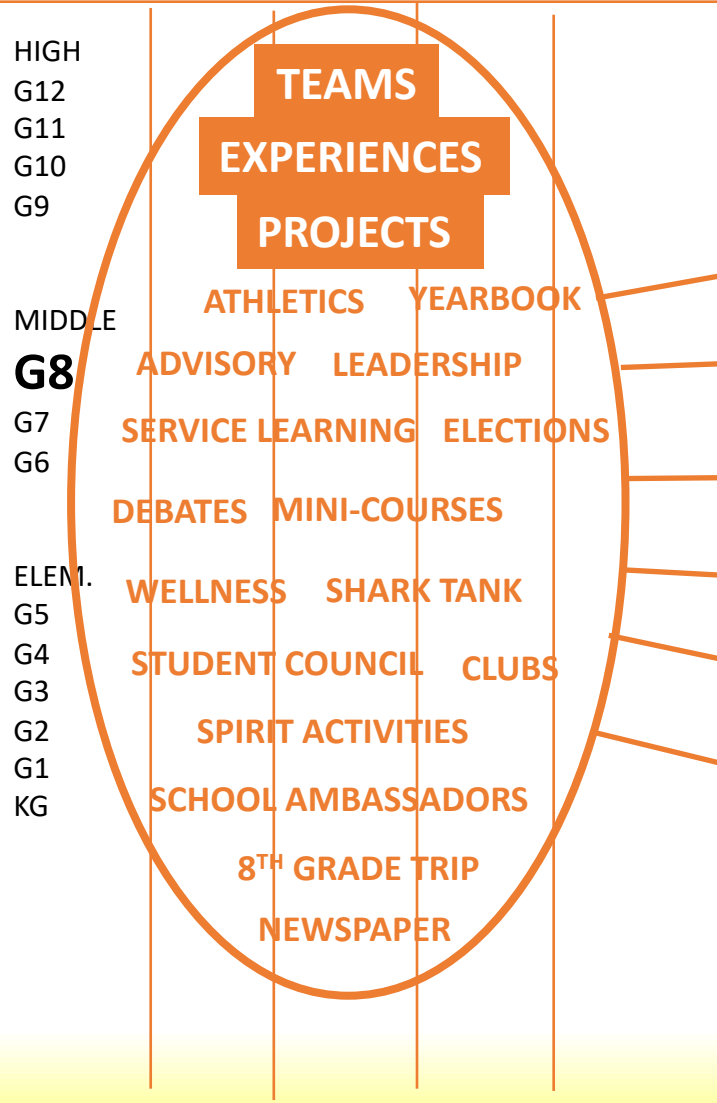 HIGH
G12
G11
G10
G9
MIDDLE
G8
G7
G6
ELEM.
G5
G4
G3
G2
G1
KG
TEAMS
EXPERIENCES
PROJECTS
ATHLETICS YEARBOOK
ADVISORY LEADERSHIP
SERVICE LEARNING ELECTIONS
DEBATES MINI-COURSES
WELLNESS SHARK TANK
STUDENT COUNCIL CLUBS
SPIRIT ACTIVITIES
SCHOOL AMBASSADORS
8TH GRADE TRIP
NEWSPAPER